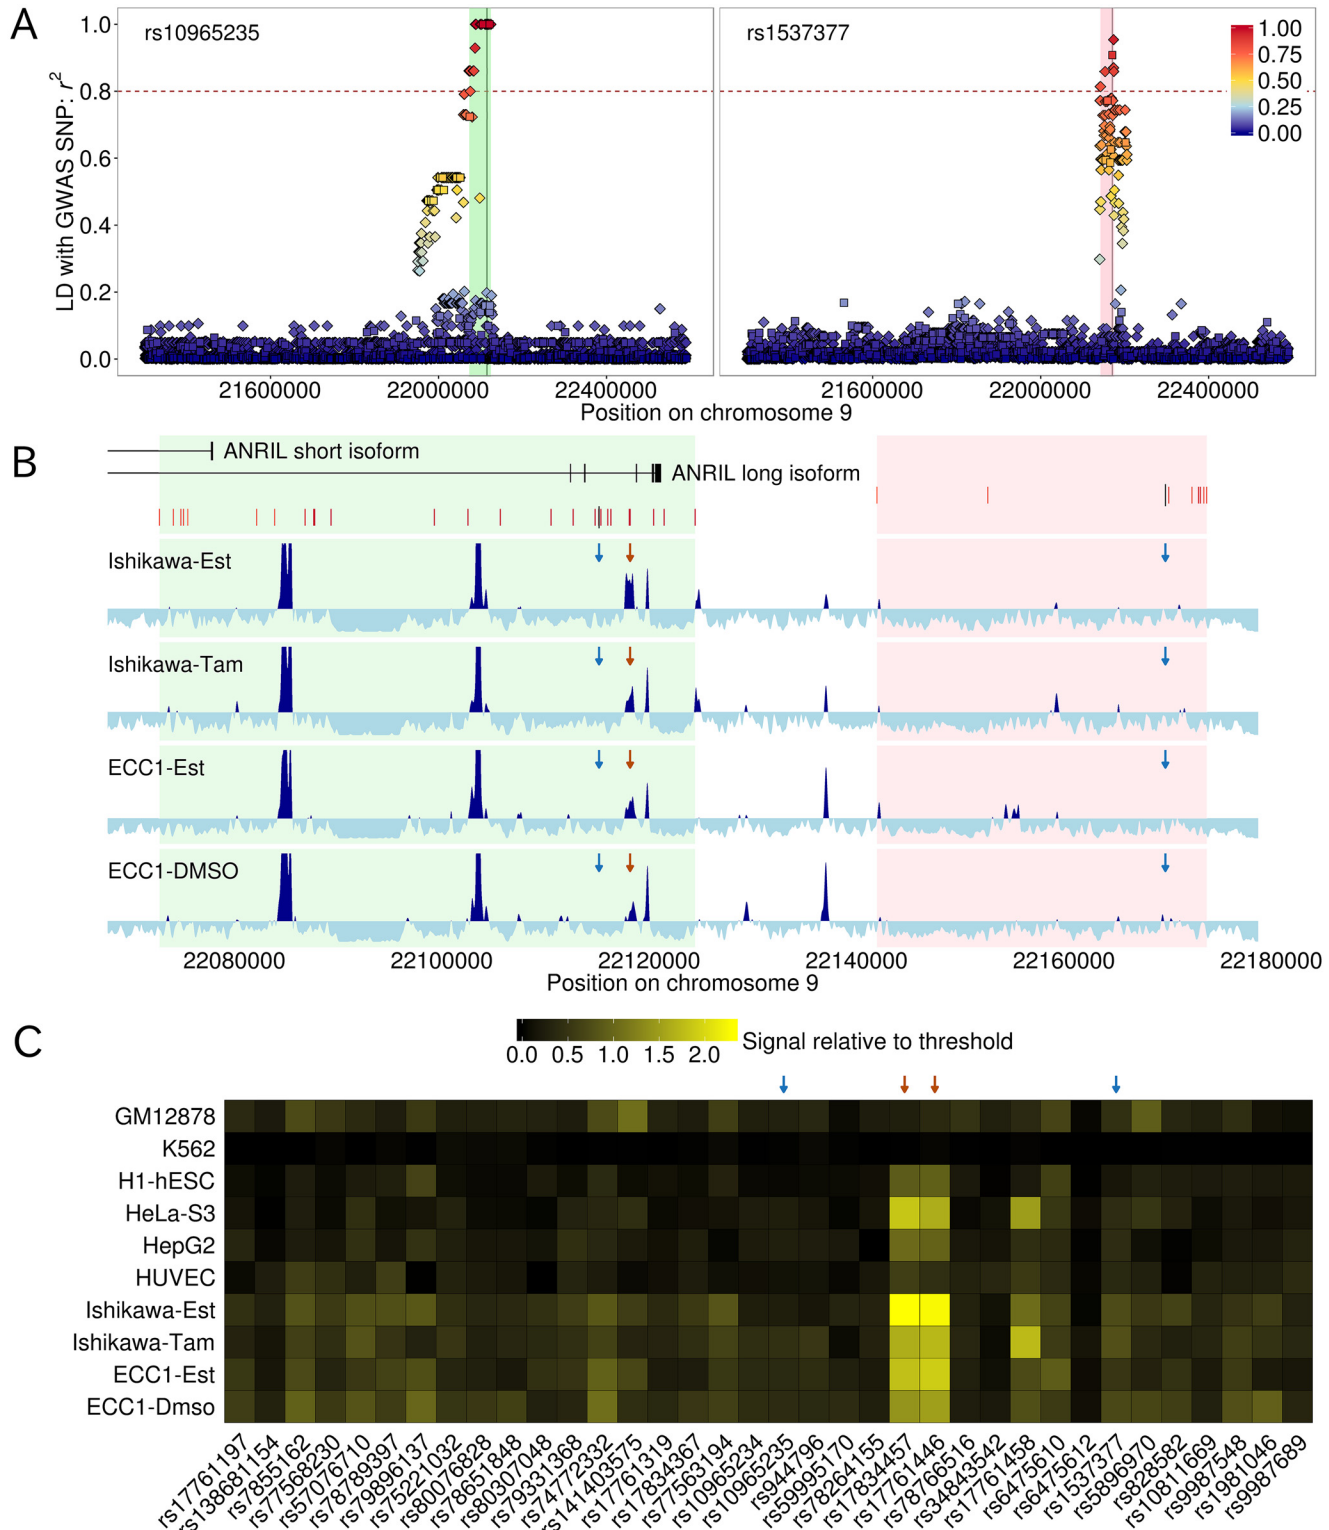 A
rs10965235
rs1537377
LD with GWAS SNP: r²
1.0
0.8
0.6
0.4
0.2
0.0
1.00
0.75
0.50
0.25
0.00
21600000 22000000 22400000 21600000 22000000 22400000
Position on chromosome 9
B
ANRIL short isoform
ANRIL long isoform
Ishikawa-Est
Ishikawa-Tam
ECC1-Est
ECC1-DMSO
22080000 22100000 22120000 22140000 22160000 22180000
Position on chromosome 9
C
0.0 0.5 1.0 1.5 2.0
Signal relative to threshold
GM12878
K562
H1-hESC
HeLa-S3
HepG2
HUVEC
Ishikawa-Est
Ishikawa-Tam
ECC1-Est
ECC1-Dmso
rs17761197
rs138681154
rs7855162
rs77568230
rs57076710
rs78789397
rs79896137
rs75221032
rs80076828
rs78651848
rs80307048
rs79331368
rs74772332
rs141403575
rs17761319
rs17834367
rs77563194
rs10965234
rs10965235
rs944796
rs59995170
rs78264155
rs17834457
rs17761446
rs78766516
rs34843542
rs17761458
rs6475610
rs6475612
rs1537377
rs5896970
rs828582
rs10811669
rs9987548
rs1981046
rs9987689